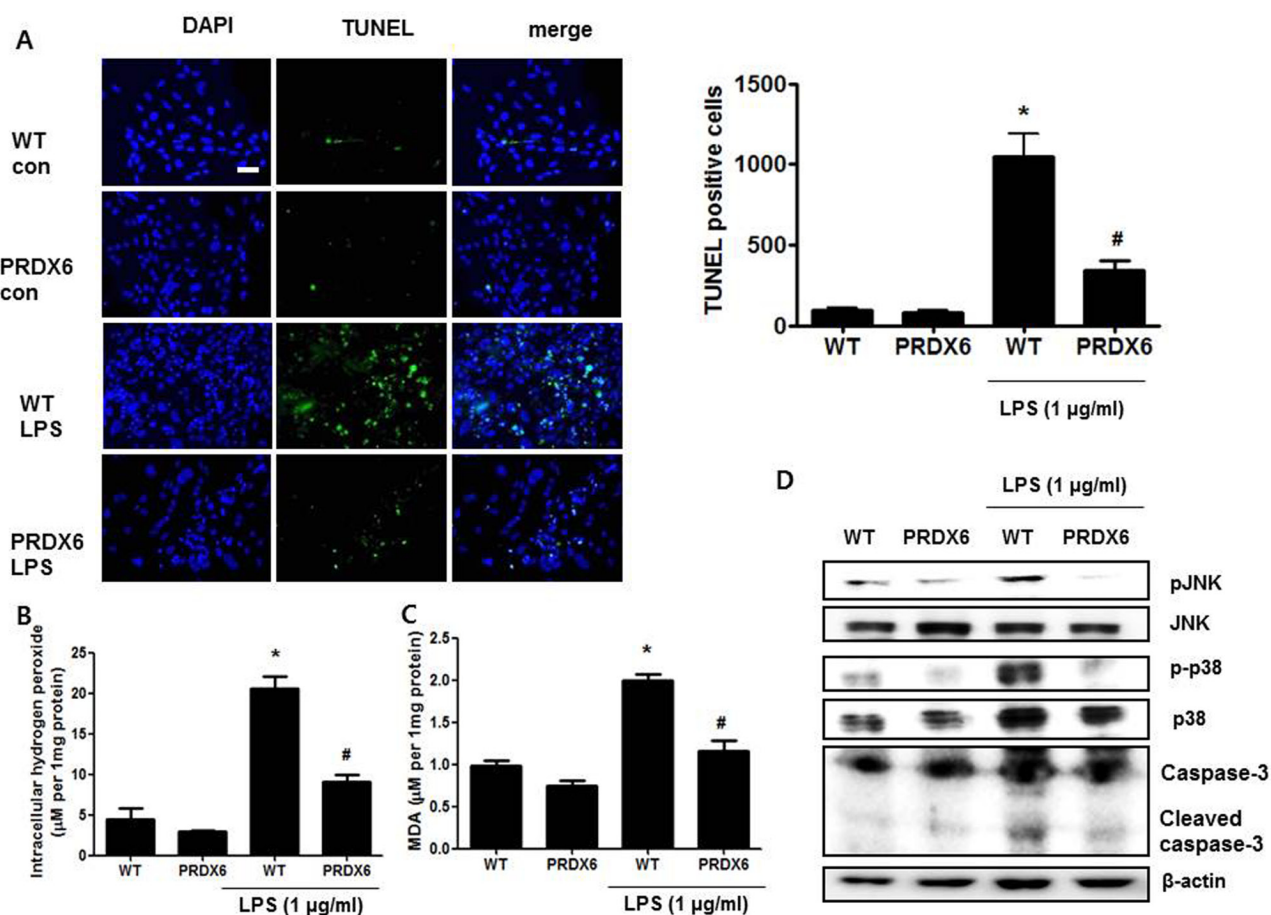 A
DAPI
TUNEL
merge
WT
con
PRDX6
con
WT
LPS
PRDX6
LPS
TUNEL positive cells
1500
1000
500
0
*
#
WT
PRDX6
WT
PRDX6
LPS (1 µg/ml)
B
Intracellular hydrogen peroxide
(µM per 1mg protein)
25
20
15
10
5
0
*
#
WT
PRDX6
WT
PRDX6
LPS (1 µg/ml)
C
MDA (µM per 1mg protein)
2.5
2.0
1.5
1.0
0.5
0.0
*
#
WT
PRDX6
WT
PRDX6
LPS (1 µg/ml)
D
LPS (1 µg/ml)
WT
PRDX6
WT
PRDX6
pJNK
JNK
p-p38
p38
Caspase-3
Cleaved
caspase-3
β-actin